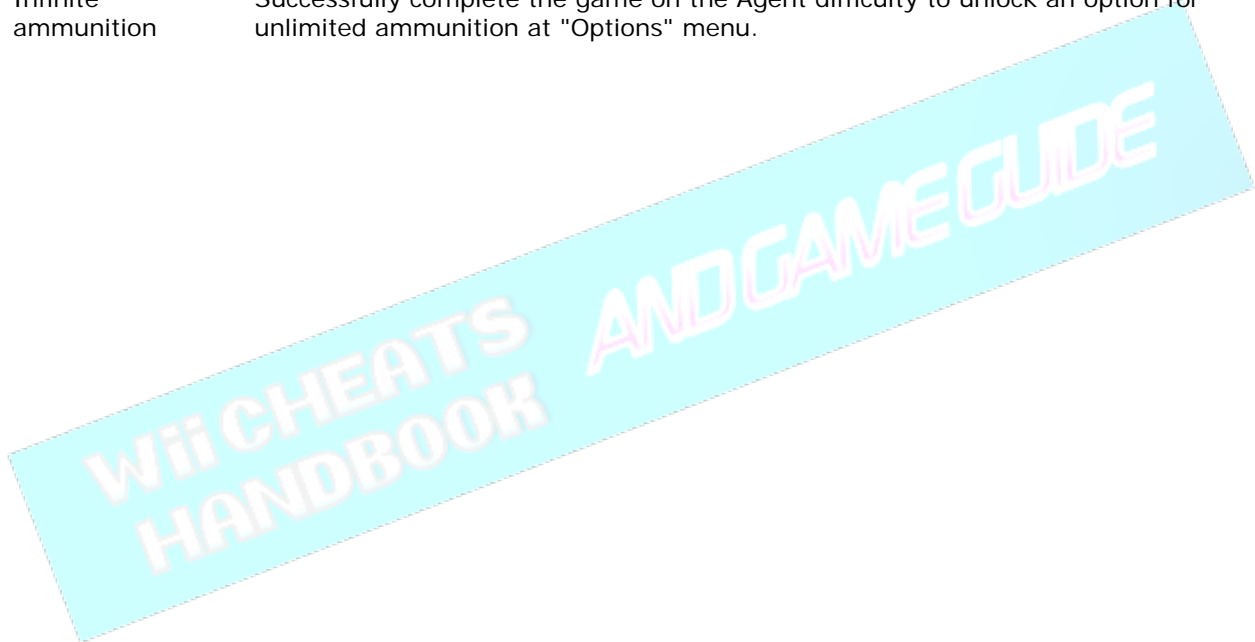 Infinite Successfully complete the game on the Agent difficulty to unlock an option for
ammunition unlimited ammunition at "Options" menu.
Wii CHEATS
HANDBOOK
AND GAME GUIDE